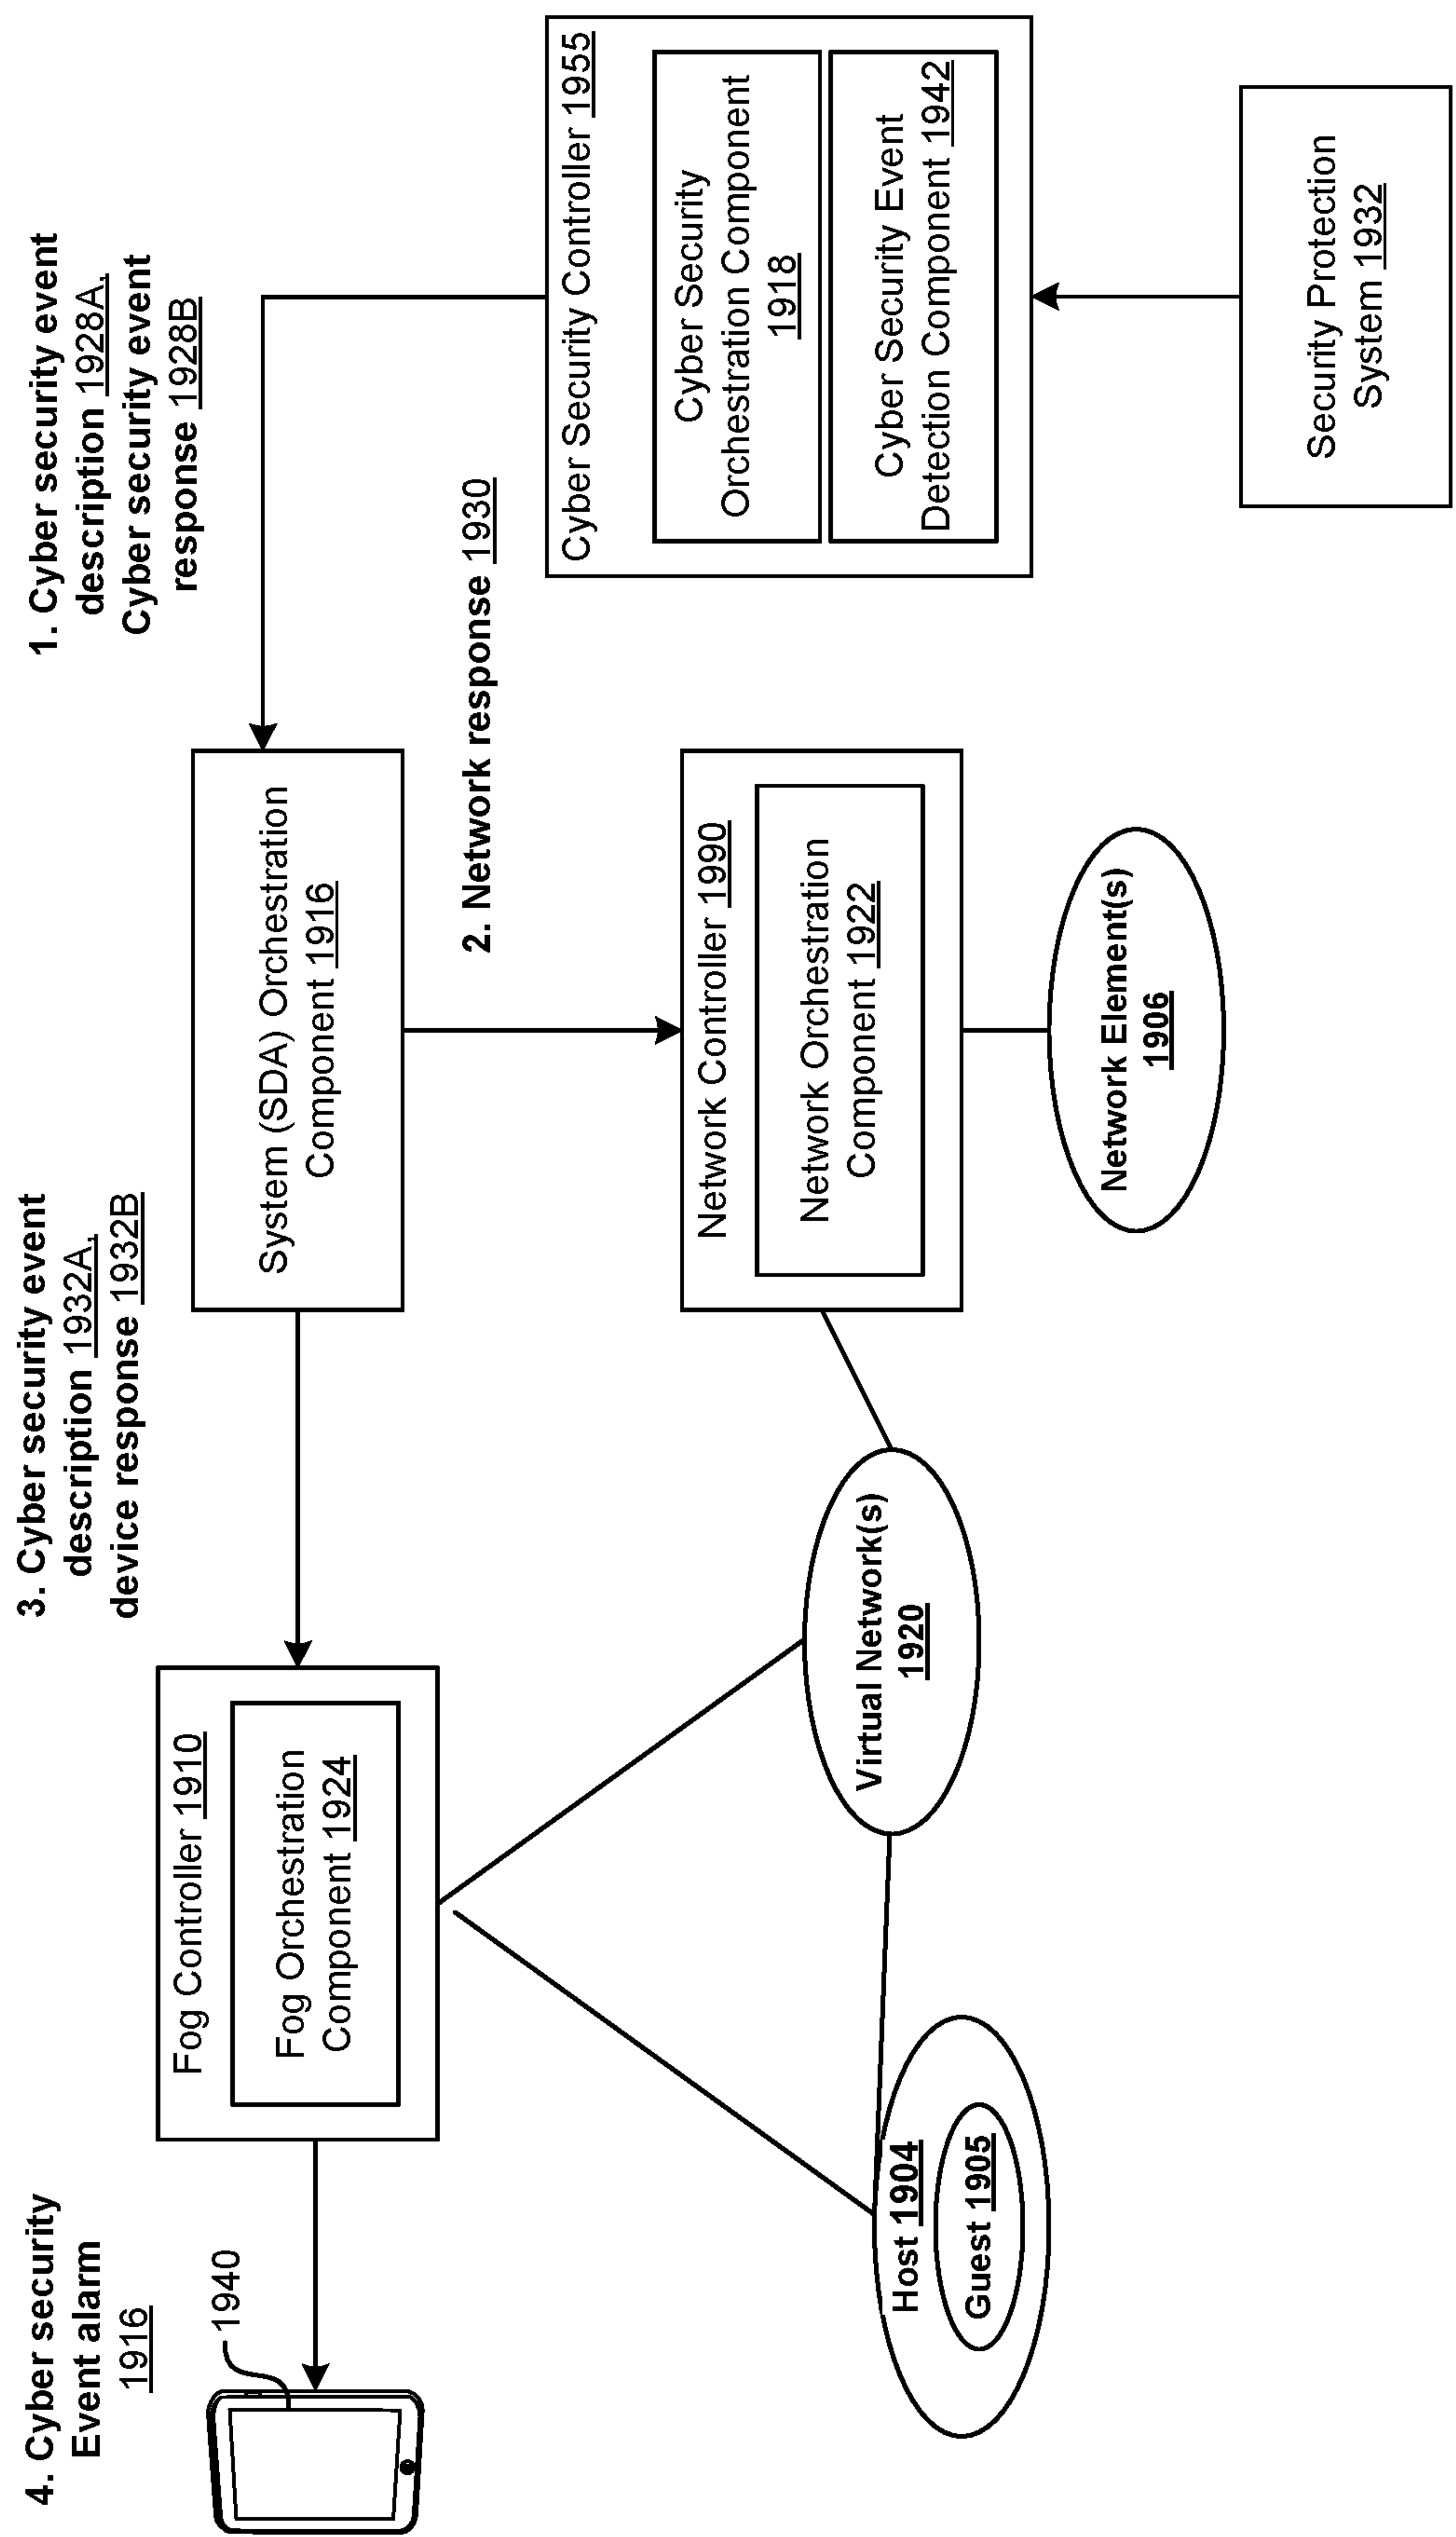 4. Cyber security
Event alarm
1916
1940
3. Cyber security event
description 1932A,
device response 1932B
1. Cyber security event
description 1928A,
Cyber security event
response 1928B
Fog Controller 1910
Fog Orchestration
Component 1924
System (SDA) Orchestration
Component 1916
2. Network response 1930
Cyber Security Controller 1955
Cyber Security
Orchestration Component
1918
Cyber Security Event
Detection Component 1942
Network Controller 1990
Network Orchestration
Component 1922
Host 1904
Guest 1905
Virtual Network(s)
1920
Network Element(s)
1906
Security Protection
System 1932